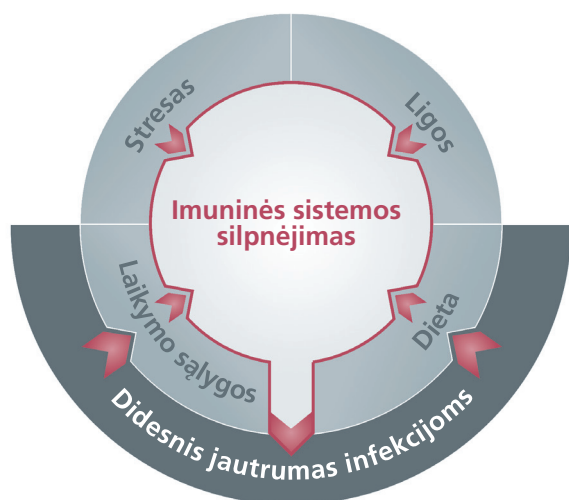 Stresas
Ligos
Imuninės sistemos
silpnėjimas
Laikymo sąlygos
Dieta
Didesnis jautrumas infekcijoms